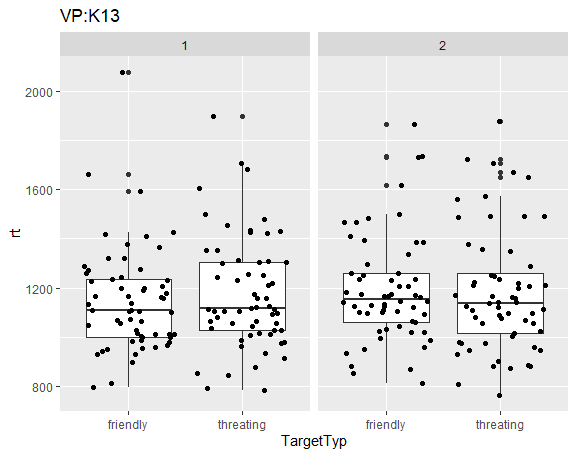 VP:K13
1 2
rt
2000
1600
1200
800
friendly threating friendly threating
TargetTyp